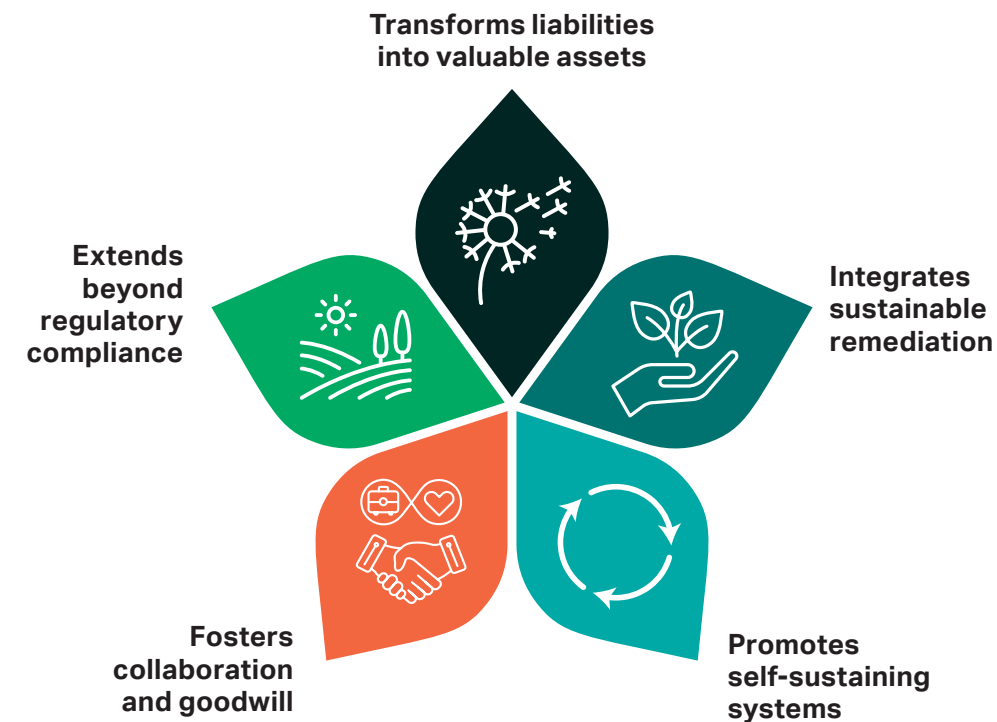 Transforms liabilities
into valuable assets
Integrates
sustainable
remediation
Promotes
self-sustaining
systems
Fosters
collaboration
and goodwill
Extends
beyond
regulatory
compliance